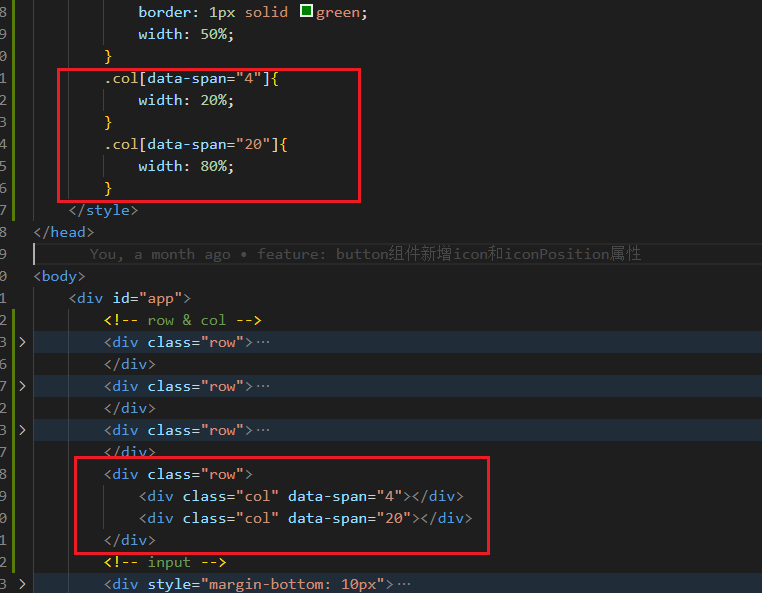 8 border: 1px solid green;
9 width: 50%;
0 }
1 .col[data-span="4"]{
2 width: 20%;
3 }
4 .col[data-span="20"]{
5 width: 80%;
6 }
7 </style>
8 </head>
9 You, a month ago • feature: button组件新增icon和iconPosition属性
0 <body>
1 <div id="app">
2 <!-- row & col -->
3 <div class="row">…
6 </div>
7 <div class="row">…
2 </div>
3 <div class="row">…
7 </div>
8 <div class="row">
9 <div class="col" data-span="4"></div>
0 <div class="col" data-span="20"></div>
1 </div>
2 <!-- input -->
3 <div style="margin-bottom: 10px">…